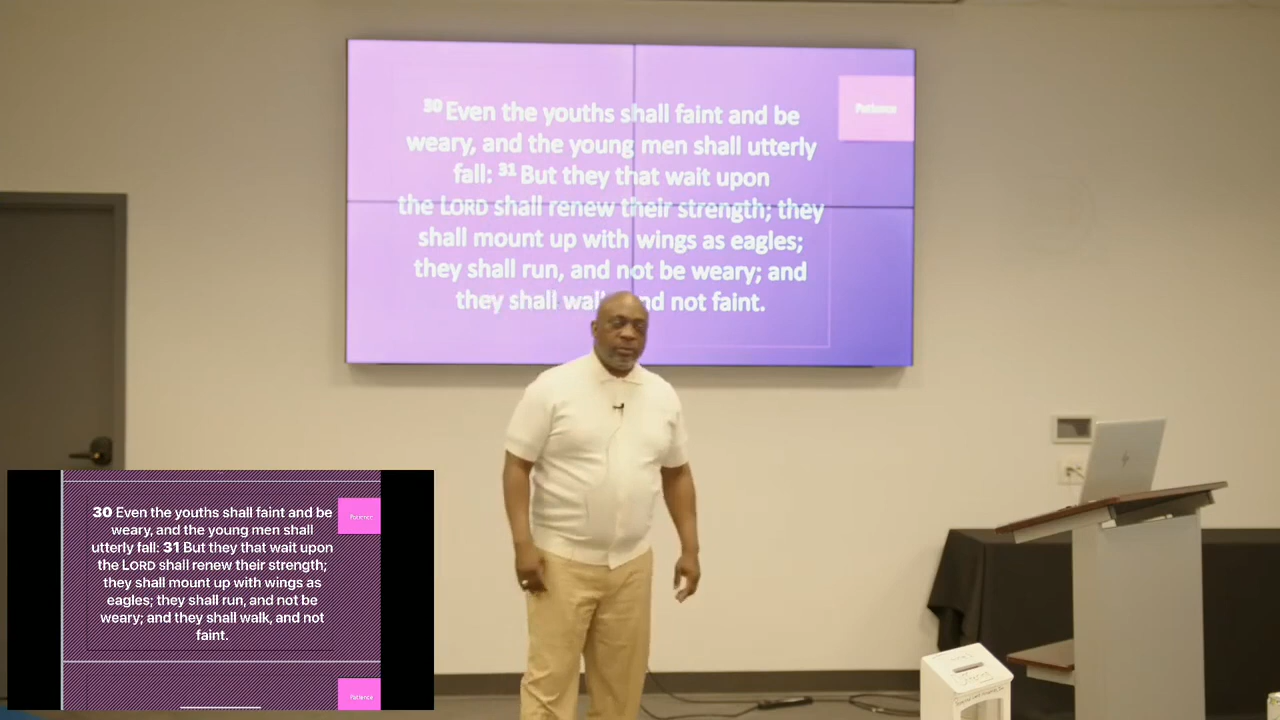 30 Even the youths shall faint and be
weary, and the young men shall utterly
fall: 31 But they that wait upon
the LORD shall renew their strength; they
shall mount up with wings as eagles;
they shall run, and not be weary; and
they shall nd not faint.
Patience
30 Even the youths shall faint and be
weary, and the young men shall
utterly fall: 31 But they that wait upon
the LORD shall renew their strength;
they shall mount up with wings as
eagles; they shall run, and not be
weary; and they shall walk, and not
faint.
Patience
Patience